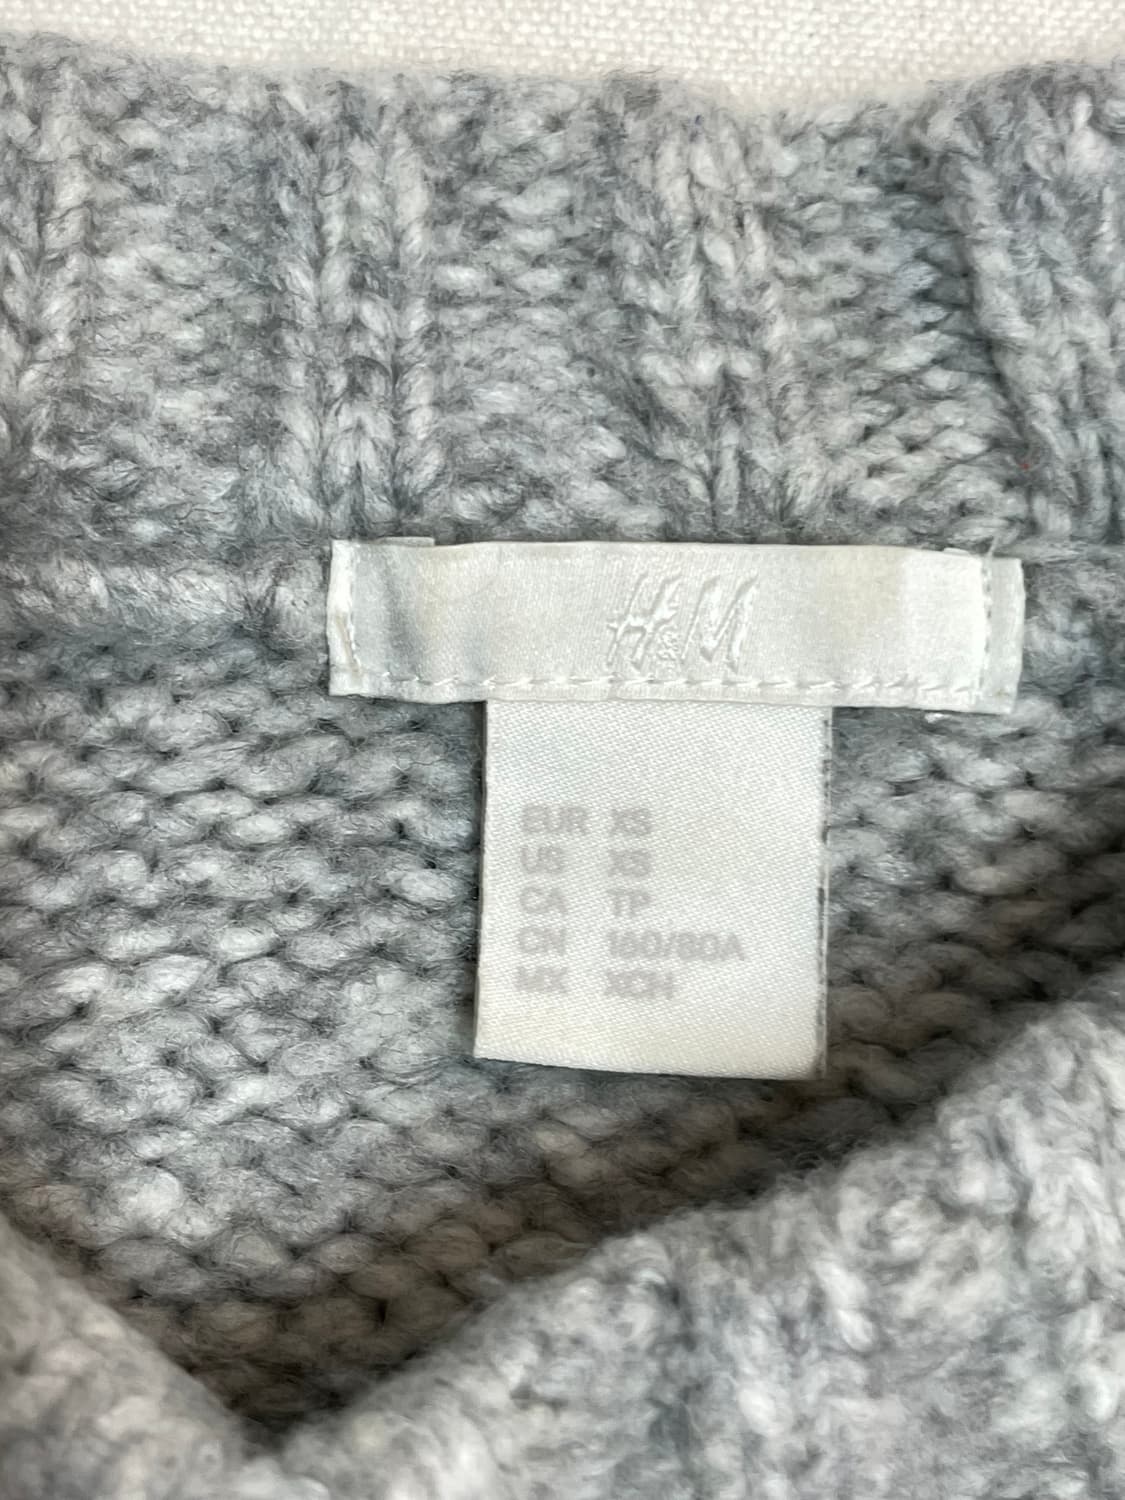 H&M
EUR XS
US XS
CA TP
CN 160/80A
MX XCH